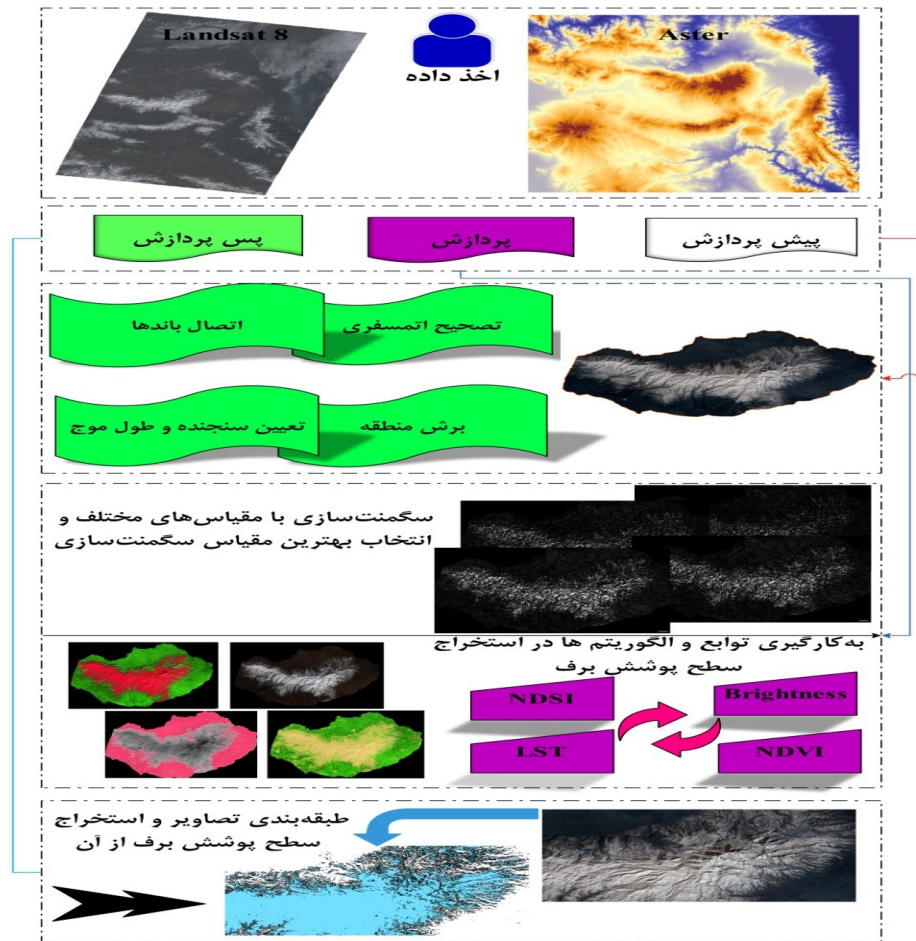 Landsat 8
Aster
اخذ داده
پیش پردازش
پردازش
پس پردازش
تصحیح اتمسفری
اتصال باندها
برش منطقه
تعیین سنجنده و طول موج
سگمنت‌سازی با مقیاس‌های مختلف و
انتخاب بهترین مقیاس سگمنت‌سازی
به‌کارگیری توابع و الگوریتم ها در استخراج
سطح پوشش برف
NDSI
Brightness
LST
NDVI
طبقه‌بندی تصاویر و استخراج
سطح پوشش برف از آن